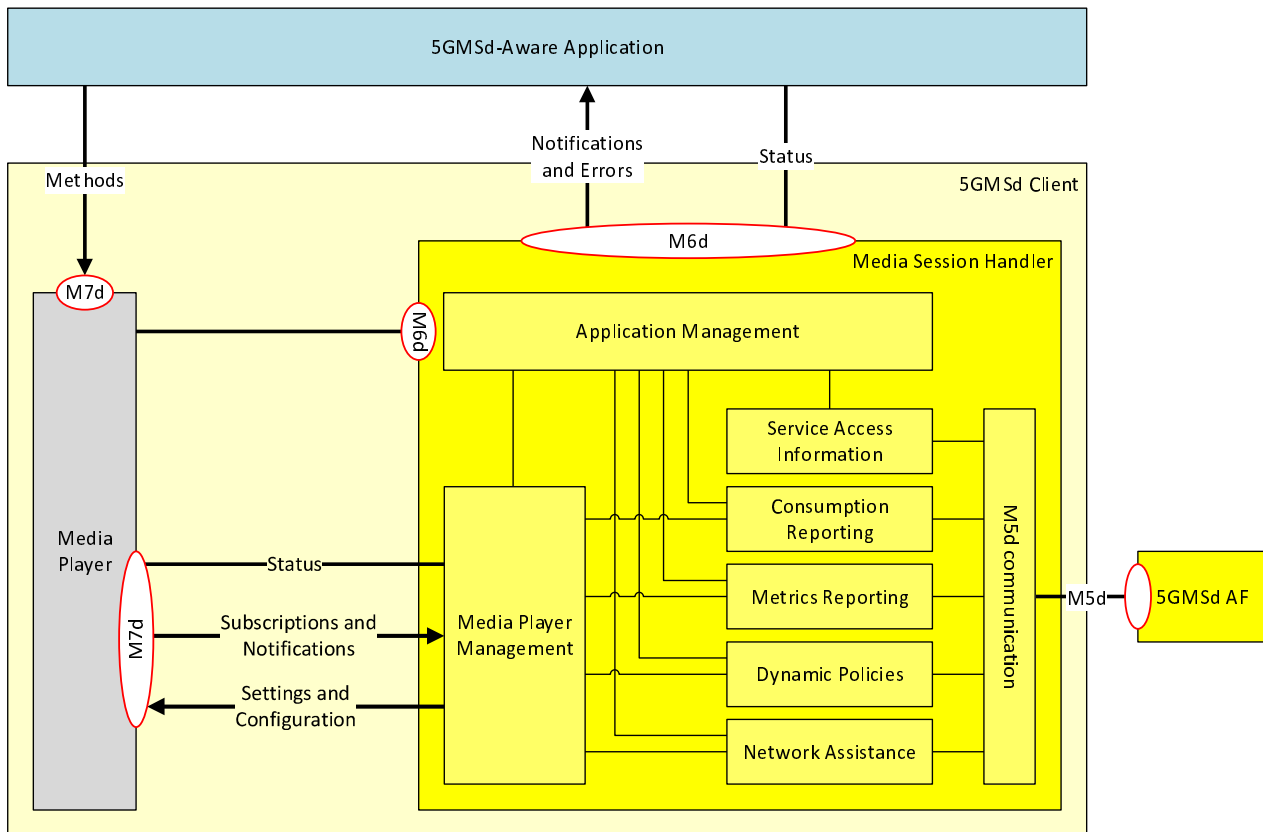 5GMSd-Aware Application
Notifications
and Errors
Status
Methods
5GMSd Client
M6d
Media Session Handler
M7d
M6d
Application Management
Service Access
Information
Consumption
Reporting
M5d communication
Media
Player
Status
M5d
5GMSd AF
Metrics Reporting
M7d
Subscriptions and
Notifications
Media Player
Management
Dynamic Policies
Settings and
Configuration
Network Assistance